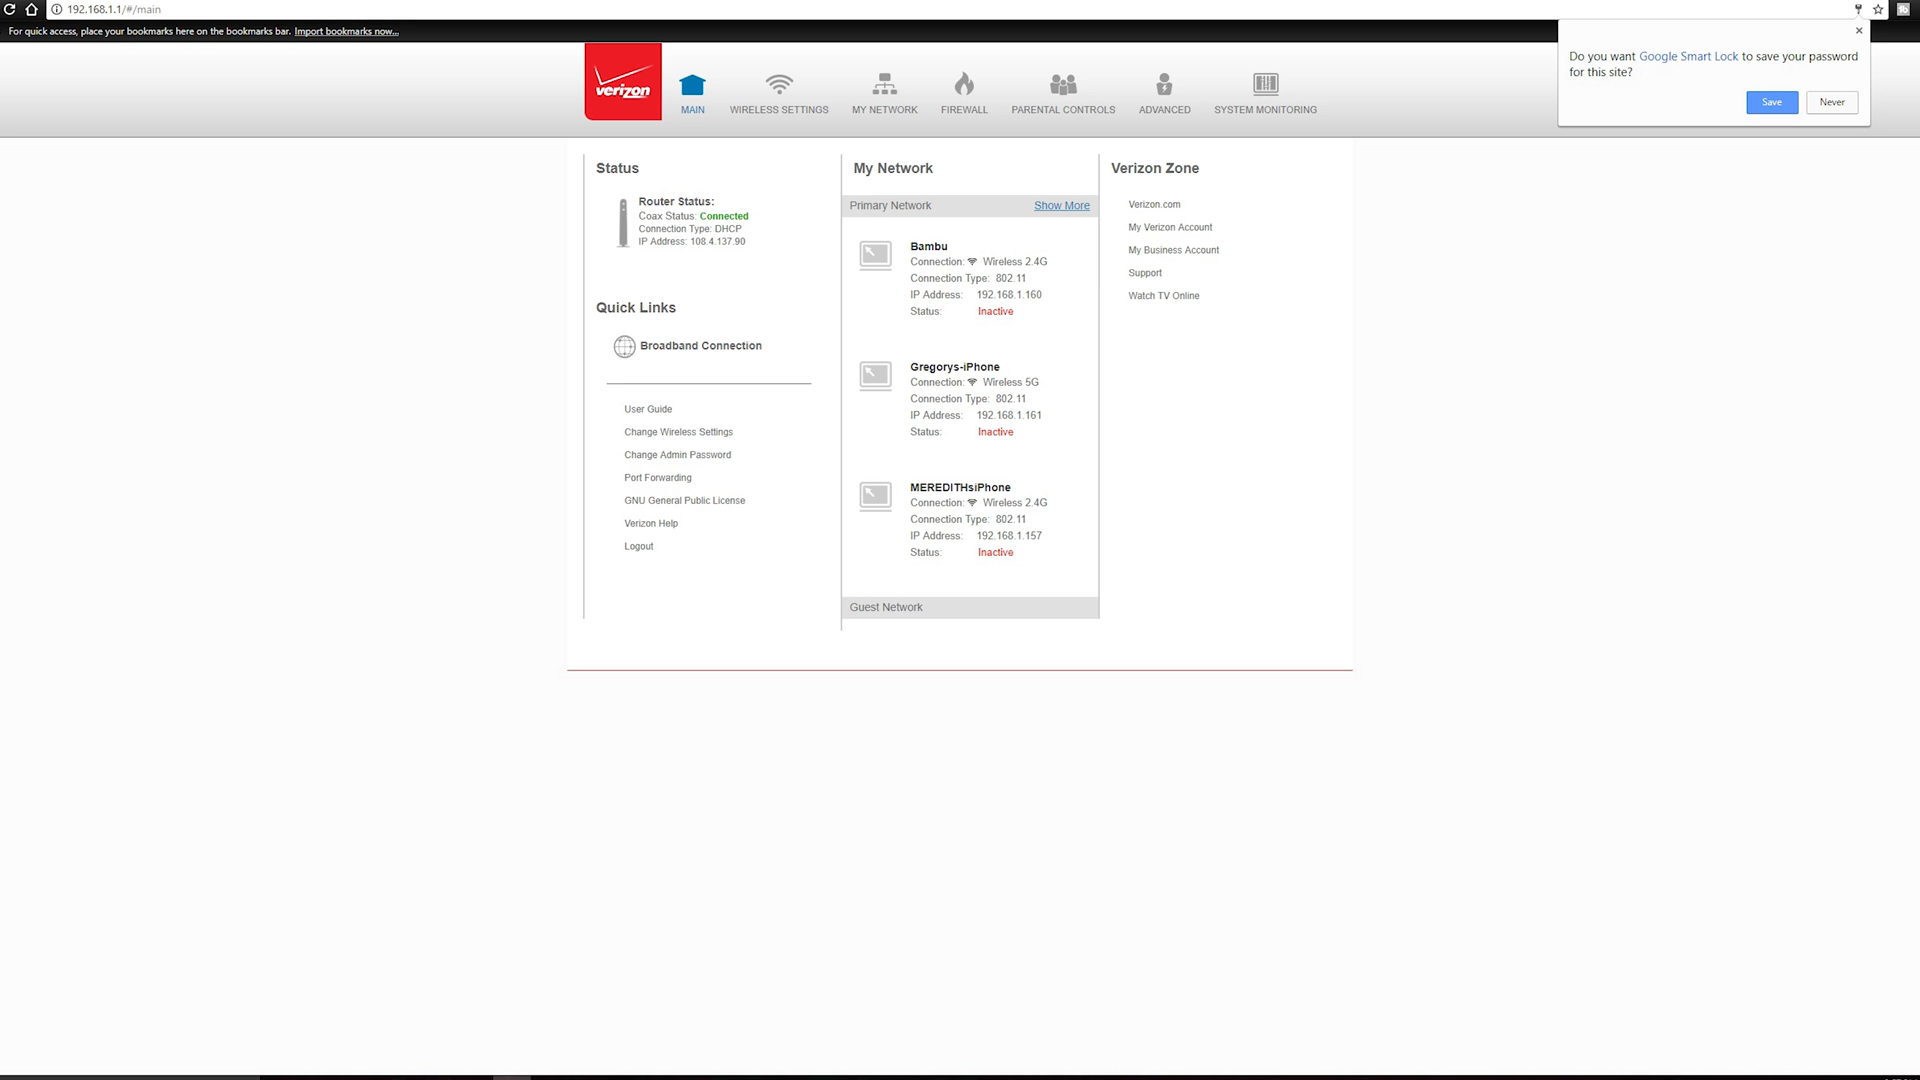 192.168.1.1/#/main
For quick access, place your bookmarks here on the bookmarks bar. Import bookmarks now...
Do you want Google Smart Lock to save your password
for this site?
Save
Never
verizon
MAIN
WIRELESS SETTINGS
MY NETWORK
FIREWALL
PARENTAL CONTROLS
ADVANCED
SYSTEM MONITORING
Status
Router Status:
Coax Status: Connected
Connection Type: DHCP
IP Address: 108.4.137.90
Quick Links
Broadband Connection
User Guide
Change Wireless Settings
Change Admin Password
Port Forwarding
GNU General Public License
Verizon Help
Logout
My Network
Primary Network Show More
Bambu
Connection: Wireless 2.4G
Connection Type: 802.11
IP Address: 192.168.1.160
Status: Inactive
Gregorys-iPhone
Connection: Wireless 5G
Connection Type: 802.11
IP Address: 192.168.1.161
Status: Inactive
MEREDITHsiPhone
Connection: Wireless 2.4G
Connection Type: 802.11
IP Address: 192.168.1.157
Status: Inactive
Guest Network
Verizon Zone
Verizon.com
My Verizon Account
My Business Account
Support
Watch TV Online